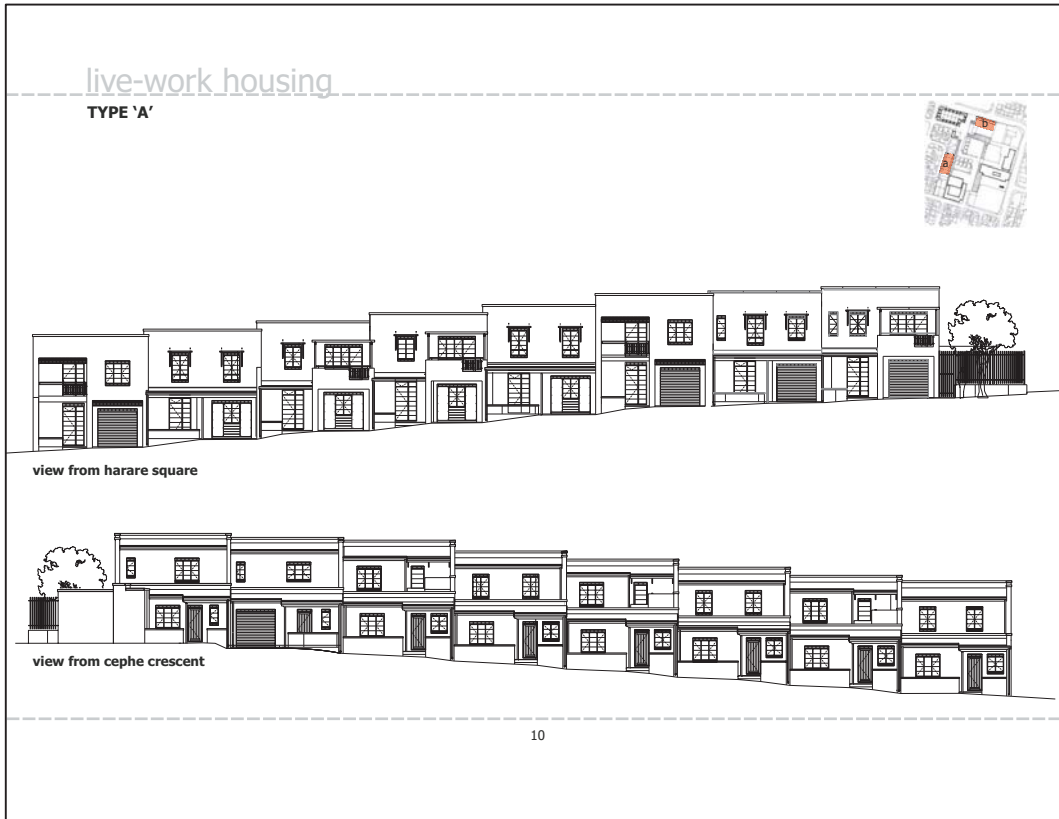 live-work housing
TYPE ‘A’
D
view from harare square
view from cephe crescent
10